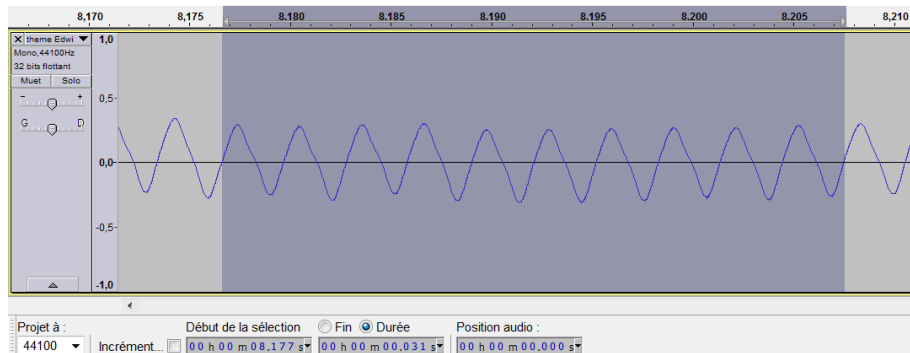 8,170 8,175 8,180 8,185 8,190 8,195 8,200 8,205 8,210
X theme Edwi ▼
Mono,44100Hz
32 bits flottant
Muet Solo
- +
G D
1,0
0,5-
0,0-
-0,5-
-1,0
Projet à : Début de la sélection Fin Durée Position audio :
44100 Incrément... 00 h 00 m 08.177 s 00 h 00 m 00.031 s 00 h 00 m 00.000 s